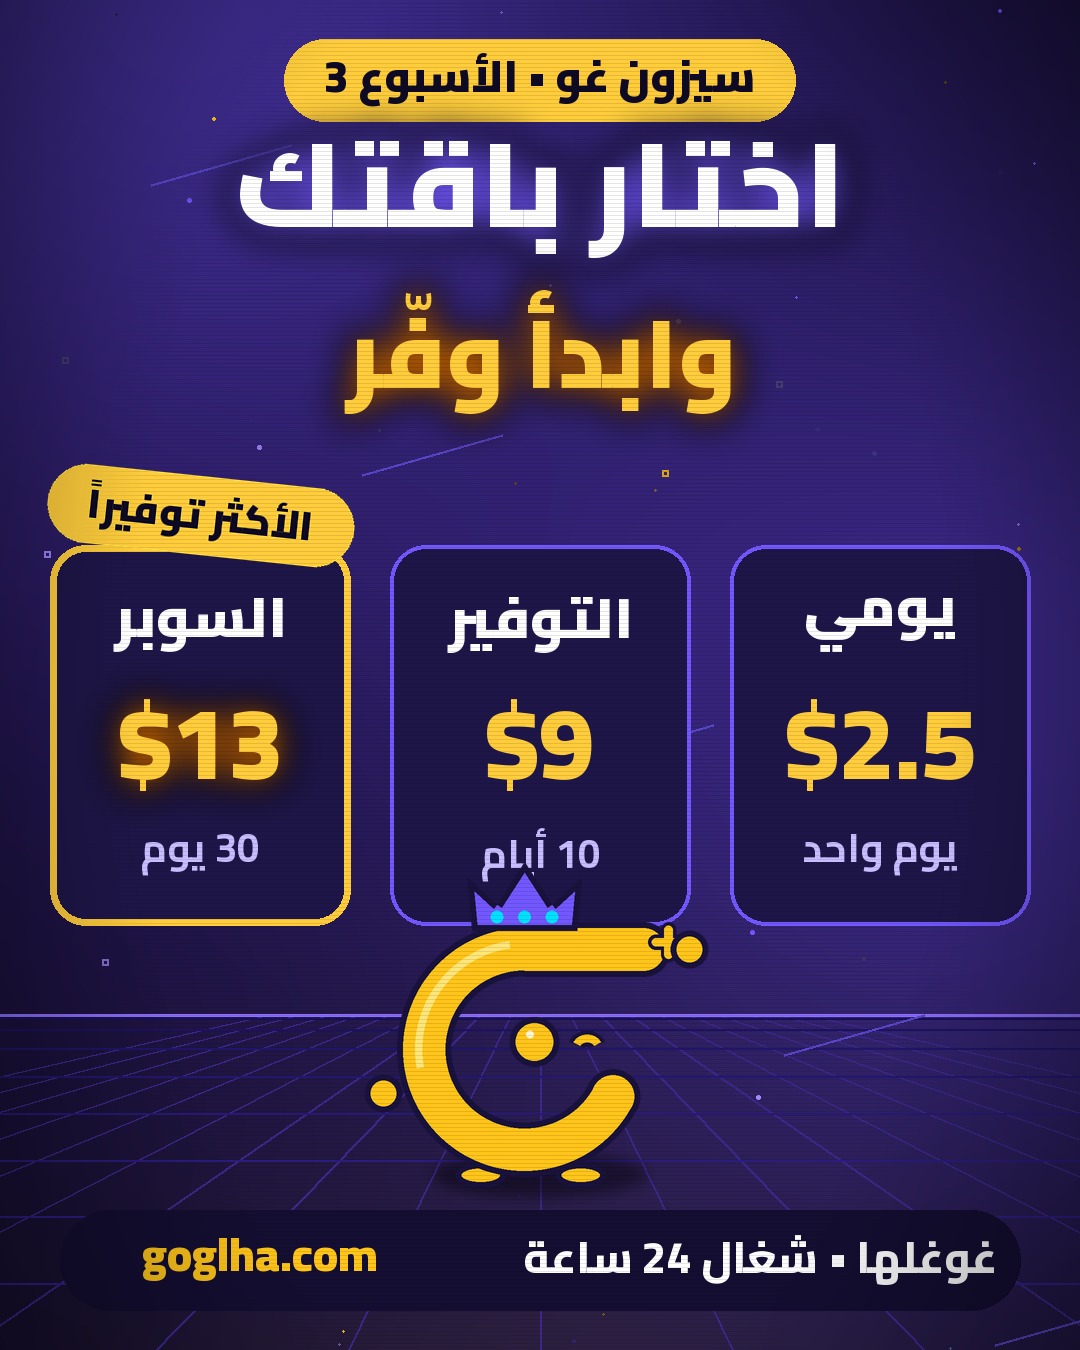 سيزون غو ▪ الأسبوع 3
اختار باقتك
وابدأ وفّر
يومي
$2.5
يوم واحد
التوفير
$9
10 أيام
الأكثر توفيراً
السوبر
$13
30 يوم
غوغلها ▪ شغال 24 ساعة
goglha.com